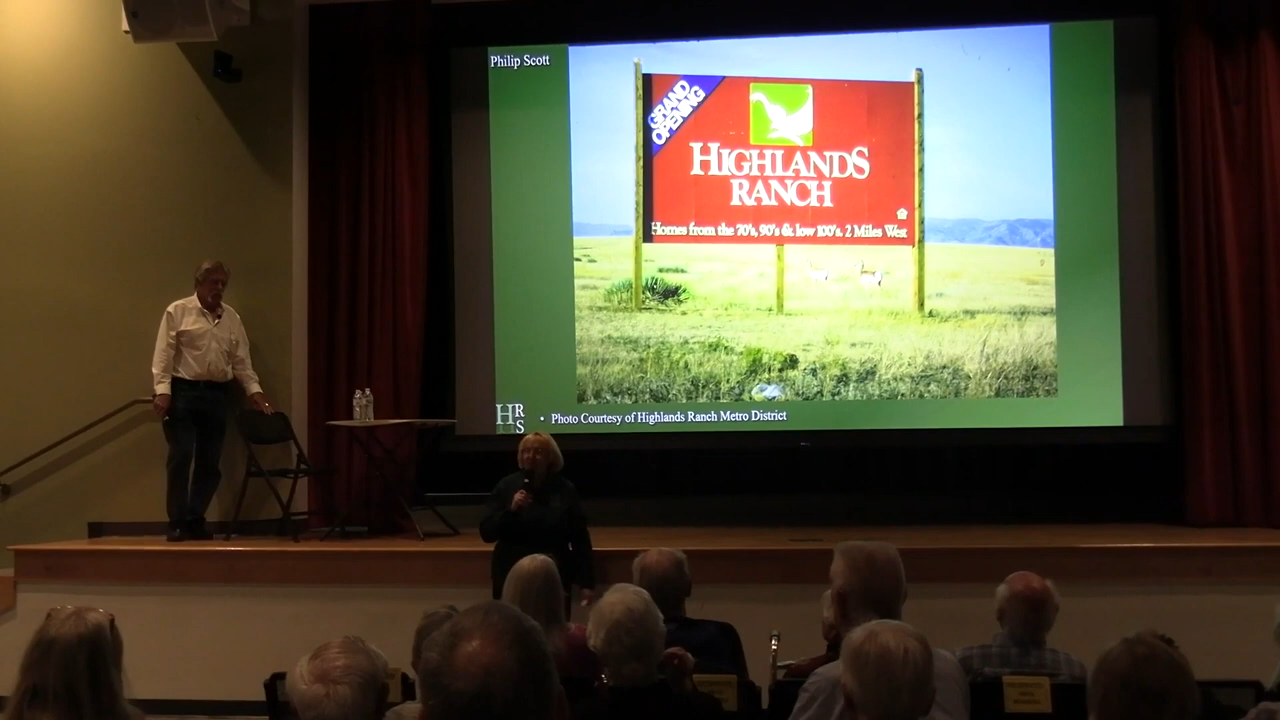 Philip Scott
GRAND
OPENING
HIGHLANDS
RANCH
Homes from the 70's, 90's & low 100's. 2 Miles West
HRS
• Photo Courtesy of Highlands Ranch Metro District